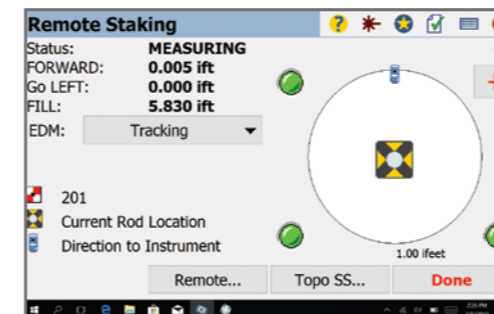 Remote Staking
Status: MEASURING
FORWARD: 0.005 ift
Go LEFT: 0.000 ift
FILL: 5.830 ift
EDM: Tracking
201
Current Rod Location
Direction to Instrument
1.00 ifeet
Remote... Topo SS... Done